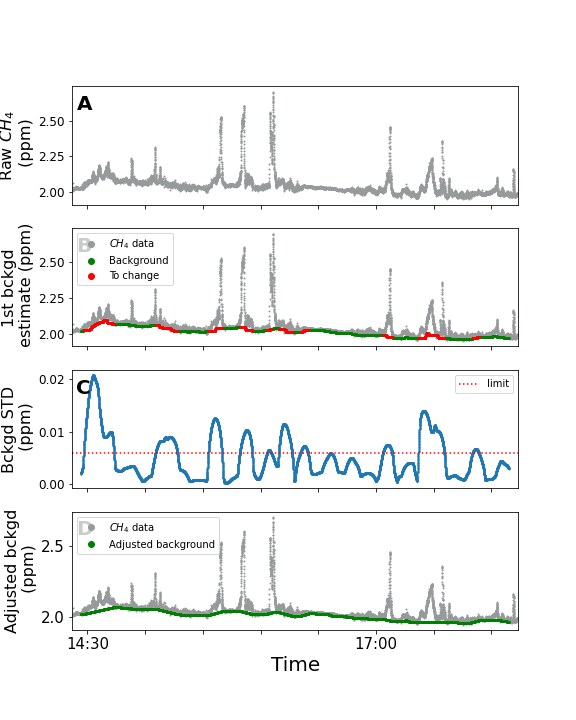 A
Raw CH4
(ppm)
2.50
2.25
2.00
B
CH4 data
Background
To change
1st bckgd
estimate (ppm)
2.50
2.25
2.00
C
limit
Bckgd STD
(ppm)
0.02
0.01
0.00
D
CH4 data
Adjusted background
Adjusted bckgd
(ppm)
2.5
2.0
14:30
17:00
Time